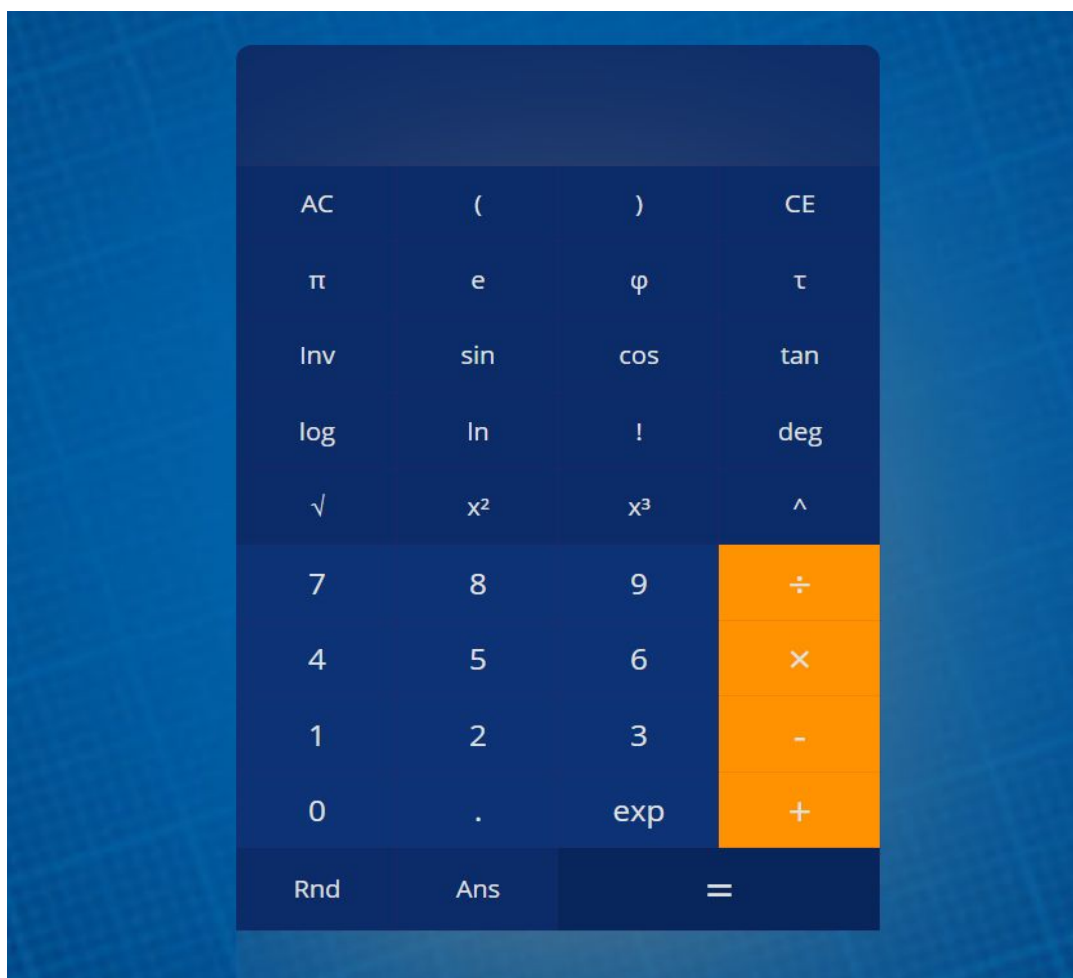 AC ( ) CE
π e φ τ
Inv sin cos tan
log ln ! deg
√ x² x³ ^
7 8 9 ÷
4 5 6 ×
1 2 3 -
0 . exp +
Rnd Ans =